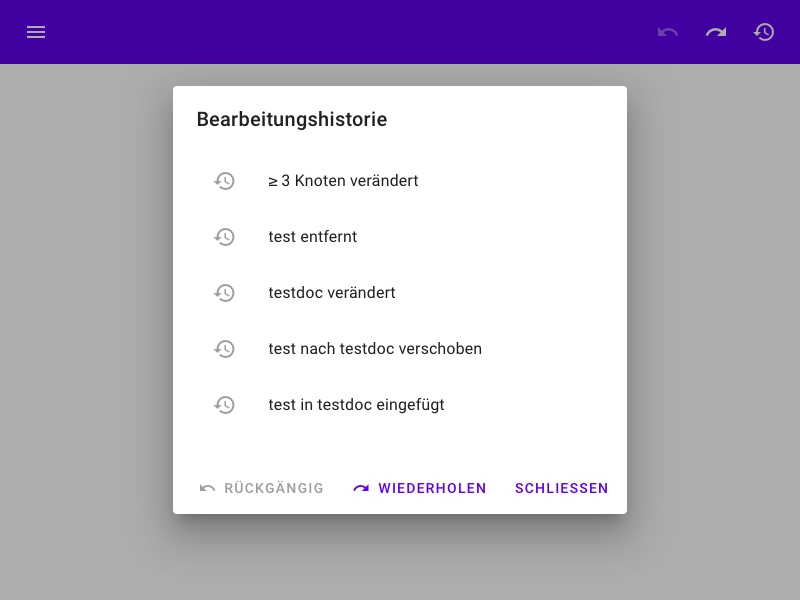 Bearbeitungshistorie
≥ 3 Knoten verändert
test entfernt
testdoc verändert
test nach testdoc verschoben
test in testdoc eingefügt
RÜCKGÄNGIG WIEDERHOLEN SCHLIESSEN